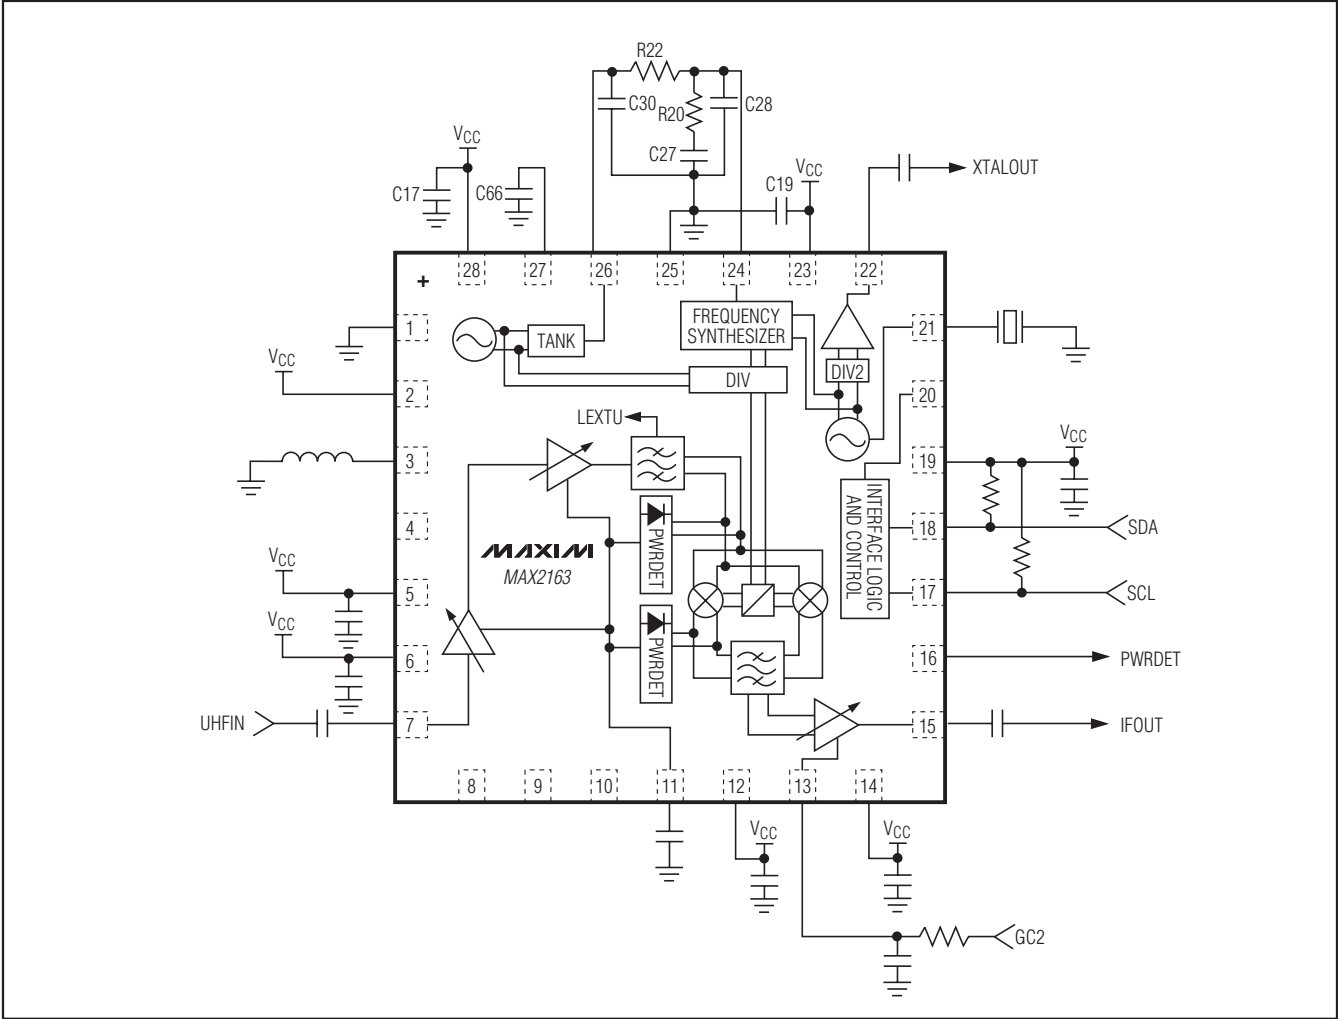 R22
C30
R20
C28
C27
VCC
C17
C66
C19
VCC
XTALOUT
+
28
27
26
25
24
23
22
1
FREQUENCY
SYNTHESIZER
21
TANK
VCC
DIV
DIV2
2
20
LEXTU
VCC
3
19
INTERFACE LOGIC
AND CONTROL
4
PWRDET
18
SDA
MAXIM
MAX2163
VCC
5
17
SCL
VCC
6
PWRDET
16
PWRDET
UHFIN
7
15
IFOUT
8
9
10
11
12
13
14
VCC
VCC
GC2